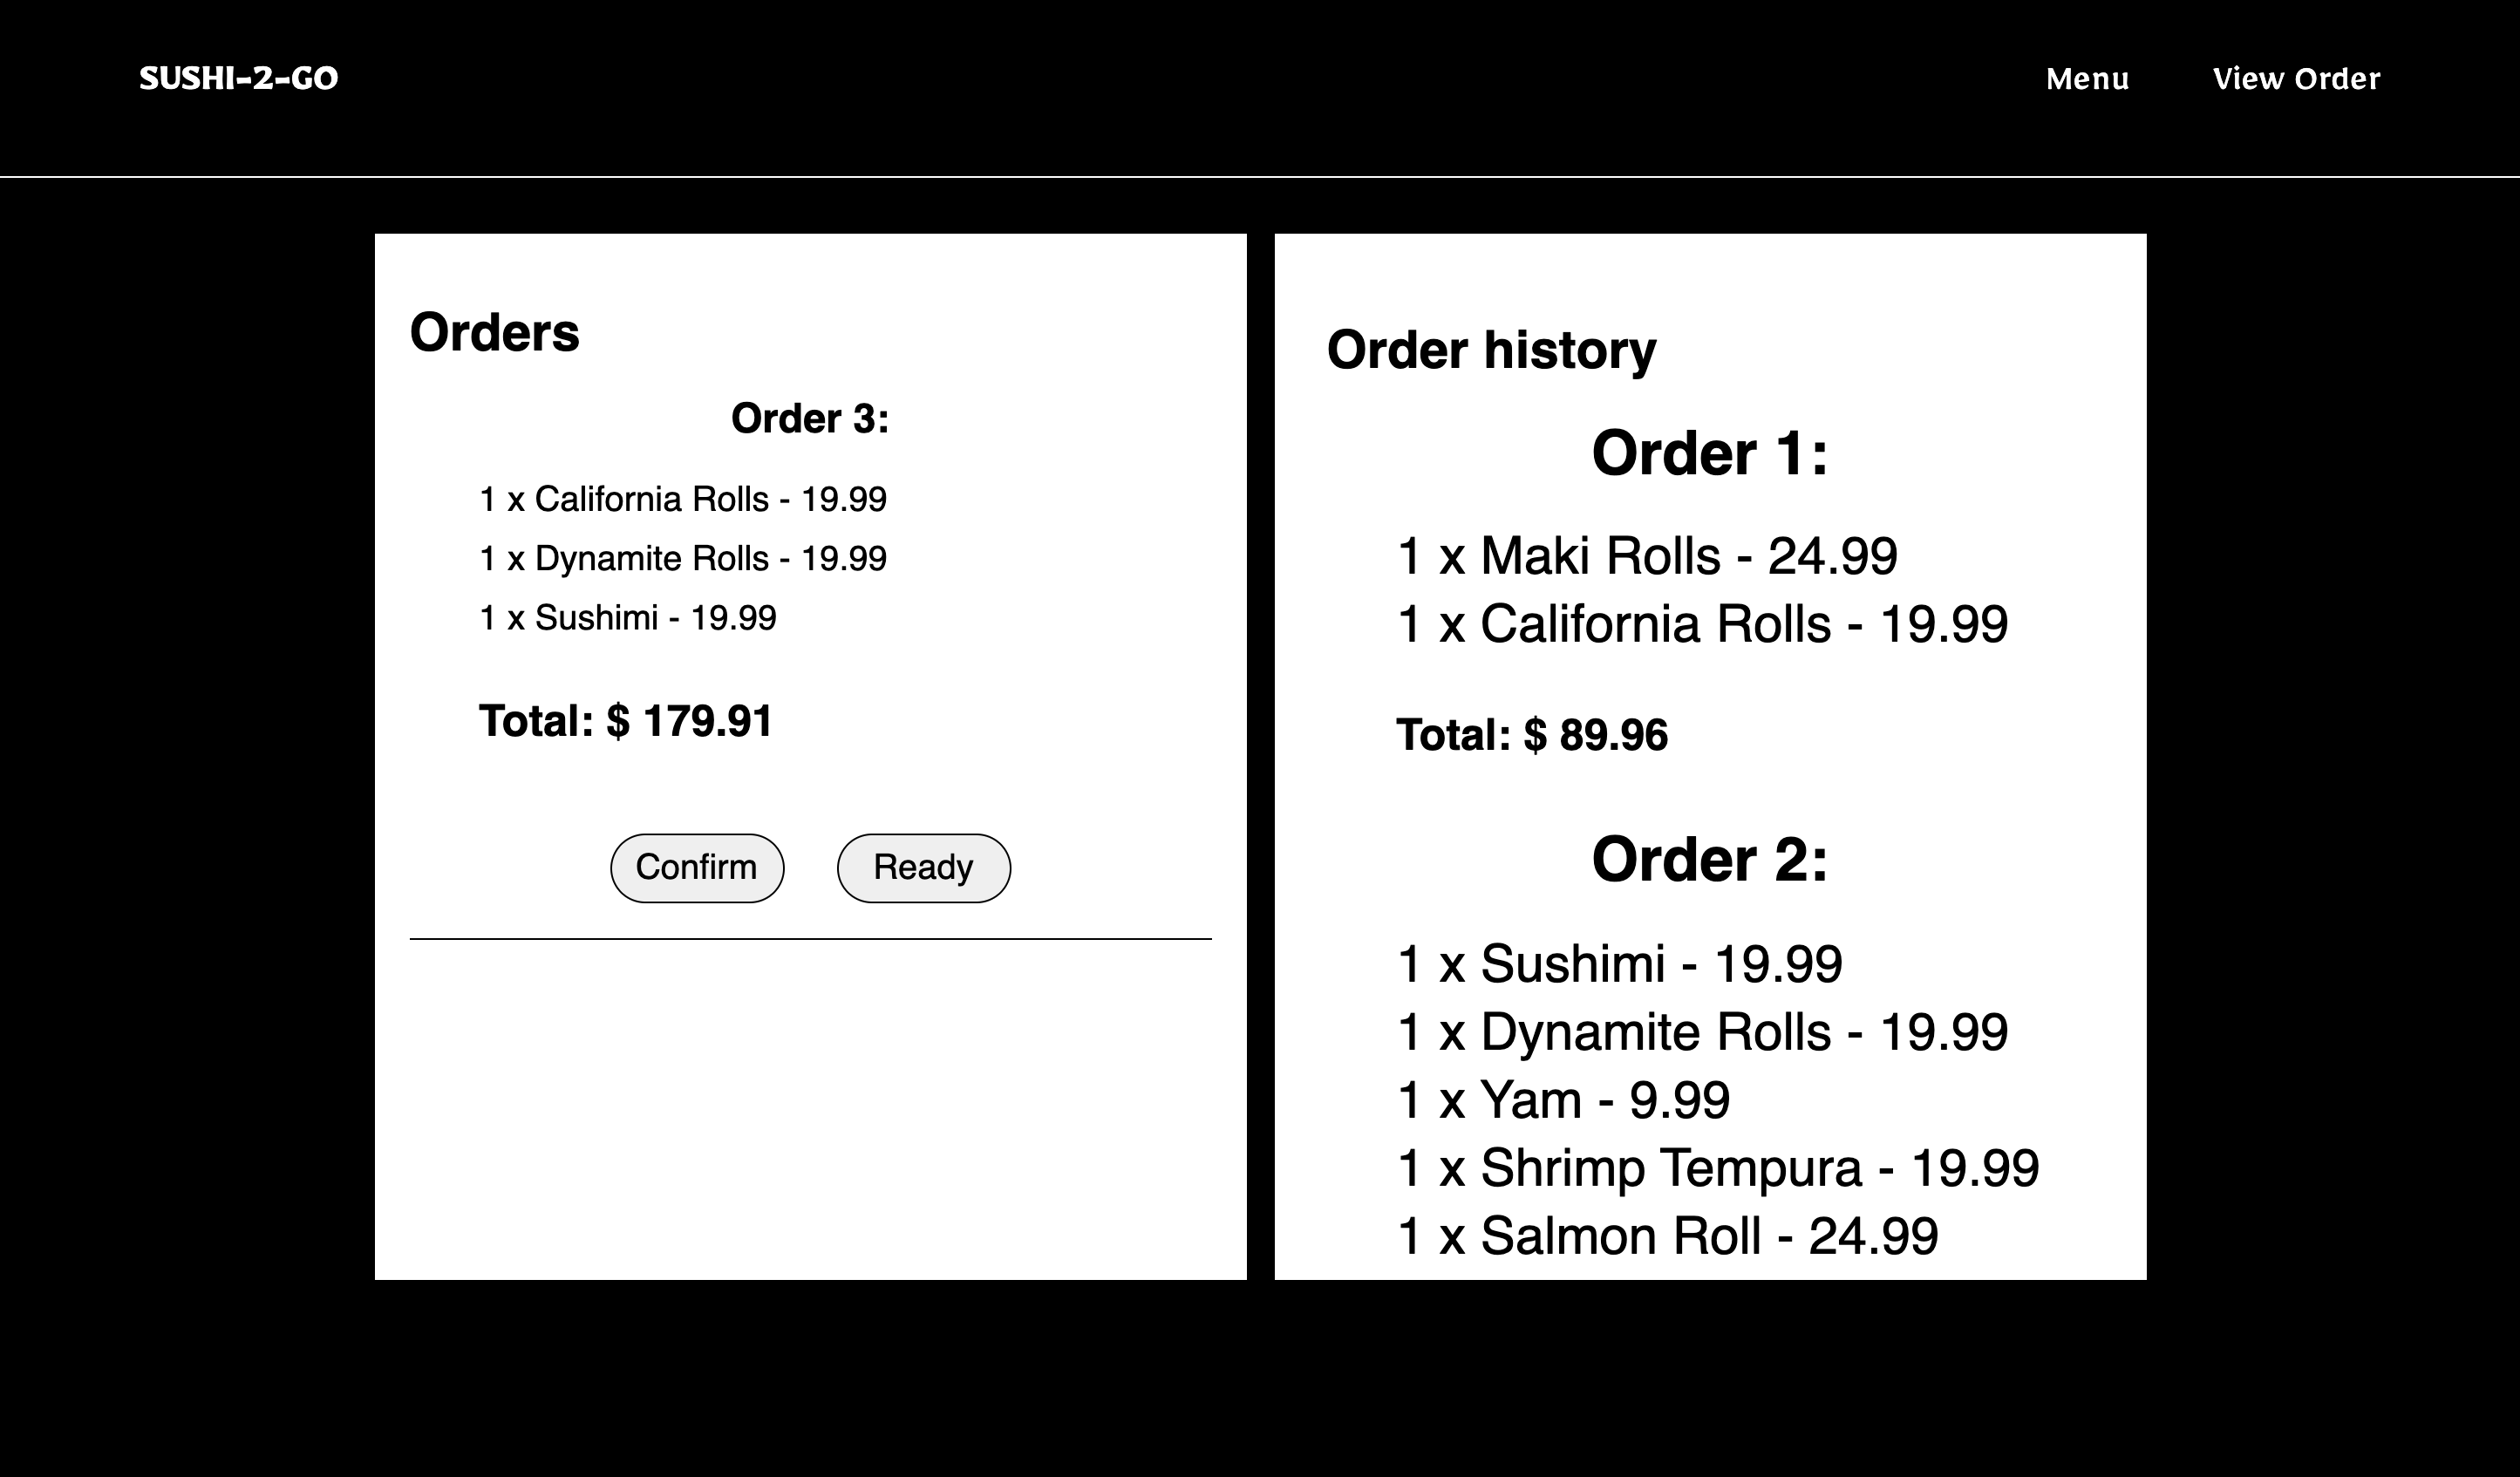 SUSHI-2-GO
Menu
View Order
Orders
Order 3:
1 x California Rolls - 19.99
1 x Dynamite Rolls - 19.99
1 x Sushimi - 19.99
Total: $ 179.91
Confirm
Ready
Order history
Order 1:
1 x Maki Rolls - 24.99
1 x California Rolls - 19.99
Total: $ 89.96
Order 2:
1 x Sushimi - 19.99
1 x Dynamite Rolls - 19.99
1 x Yam - 9.99
1 x Shrimp Tempura - 19.99
1 x Salmon Roll - 24.99